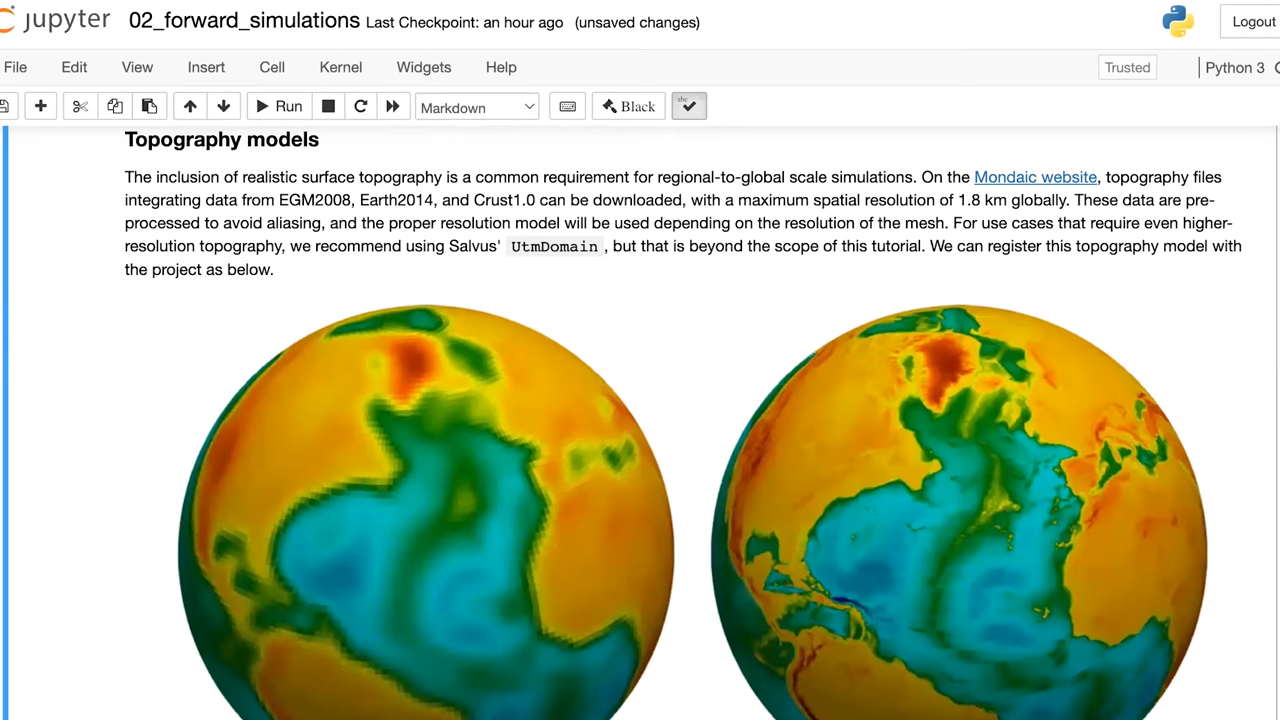 jupyter 02_forward_simulations Last Checkpoint: an hour ago (unsaved changes) Logout
File Edit View Insert Cell Kernel Widgets Help Trusted Python 3
Run Markdown Black abc
Topography models
The inclusion of realistic surface topography is a common requirement for regional-to-global scale simulations. On the Mondaic website, topography files
integrating data from EGM2008, Earth2014, and Crust1.0 can be downloaded, with a maximum spatial resolution of 1.8 km globally. These data are pre-
processed to avoid aliasing, and the proper resolution model will be used depending on the resolution of the mesh. For use cases that require even higher-
resolution topography, we recommend using Salvus' UtmDomain, but that is beyond the scope of this tutorial. We can register this topography model with
the project as below.